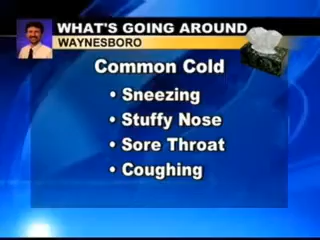 WHAT'S GOING AROUND
WAYNESBORO
Common Cold
• Sneezing
• Stuffy Nose
• Sore Throat
• Coughing